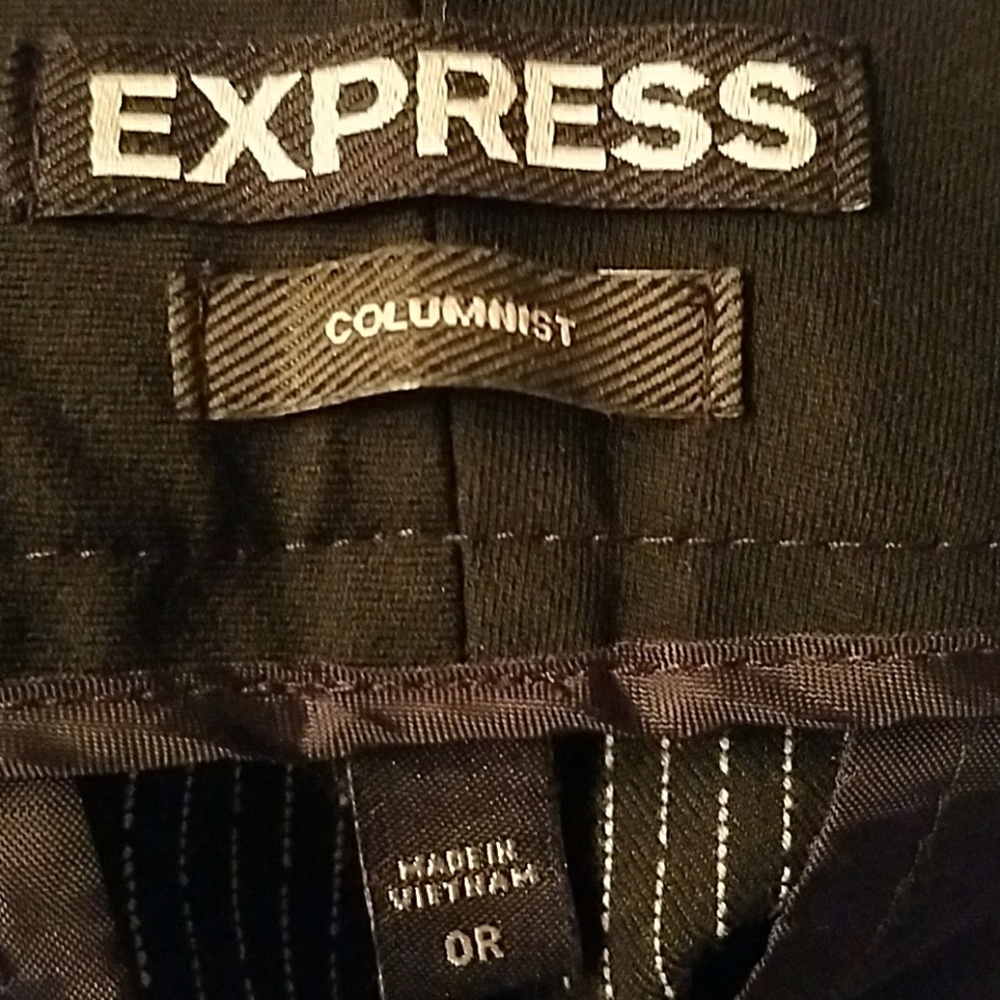 EXPRESS
COLUMNIST
MADE IN
VIETNAM
0R